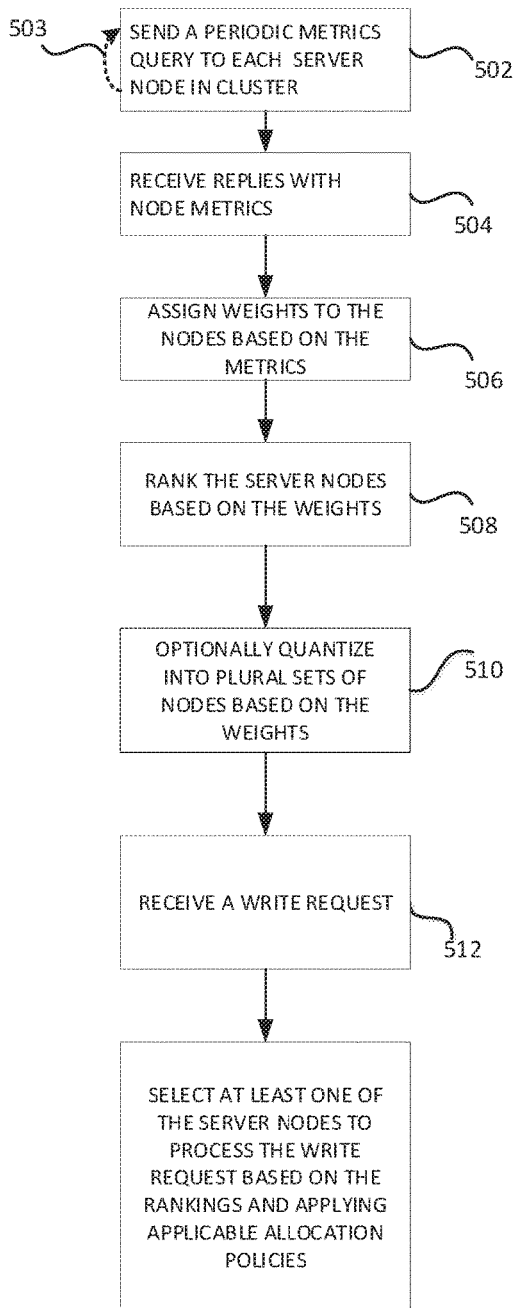 503
SEND A PERIODIC METRICS
QUERY TO EACH SERVER
NODE IN CLUSTER
502
RECEIVE REPLIES WITH
NODE METRICS
504
ASSIGN WEIGHTS TO THE
NODES BASED ON THE
METRICS
506
RANK THE SERVER NODES
BASED ON THE WEIGHTS
508
OPTIONALLY QUANTIZE
INTO PLURAL SETS OF
NODES BASED ON THE
WEIGHTS
510
RECEIVE A WRITE REQUEST
512
SELECT AT LEAST ONE OF
THE SERVER NODES TO
PROCESS THE WRITE
REQUEST BASED ON THE
RANKINGS AND APPLYING
APPLICABLE ALLOCATION
POLICIES